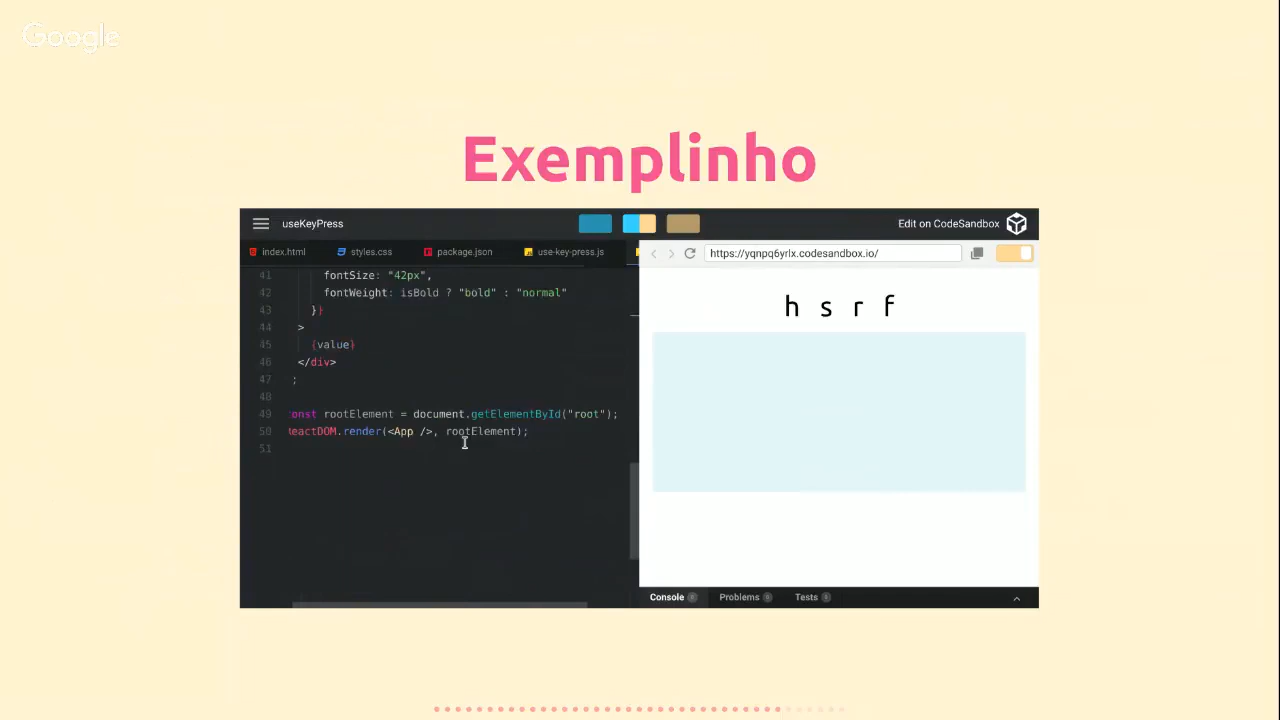 Google
Exemplinho
useKeyPress
Edit on CodeSandbox
index.html styles.css package.json use-key-press.js
https://yqnpq6yrlx.codesandbox.io/
41 fontSize: "42px",
42 fontWeight: isBold ? "bold" : "normal"
43 }}
44 >
45 {value}
46 </div>
47 ;
48
49 onst rootElement = document.getElementById("root");
50 eactDOM.render(<App />, rootElement);
51
h s r f
Console Problems Tests